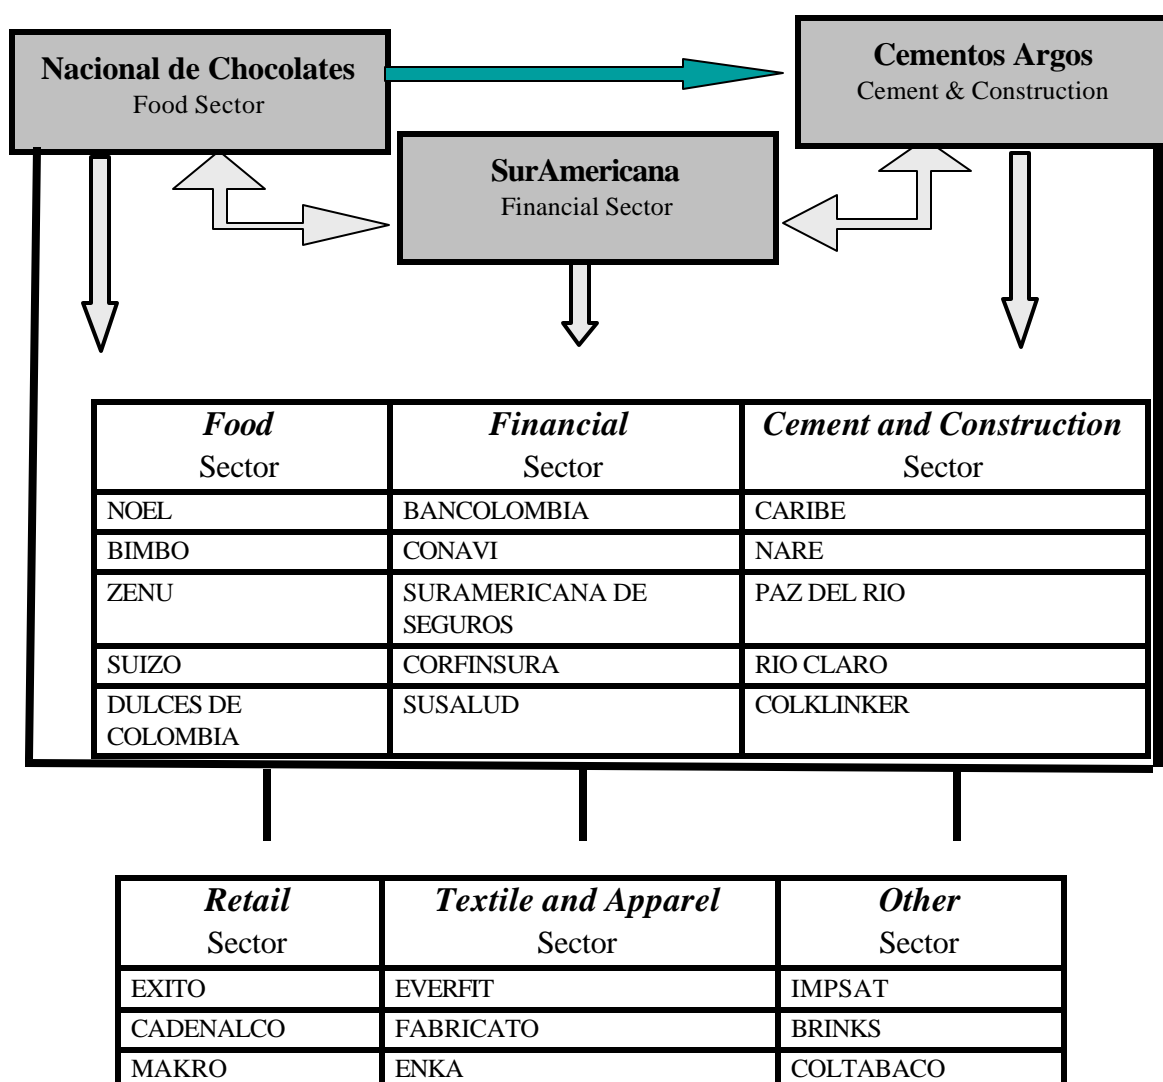 Nacional de Chocolates
Food Sector
Cementos Argos
Cement & Construction
SurAmericana
Financial Sector
Food
Sector
Financial
Sector
Cement and Construction
Sector
NOEL
BANCOLOMBIA
CARIBE
BIMBO
CONAVI
NARE
ZENU
SURAMERICANA DE
SEGUROS
PAZ DEL RIO
SUIZO
CORFINSURA
RIO CLARO
DULCES DE
COLOMBIA
SUSALUD
COLKLINKER
Retail
Sector
Textile and Apparel
Sector
Other
Sector
EXITO
EVERFIT
IMPSAT
CADENALCO
FABRICATO
BRINKS
MAKRO
ENKA
COLTABACO